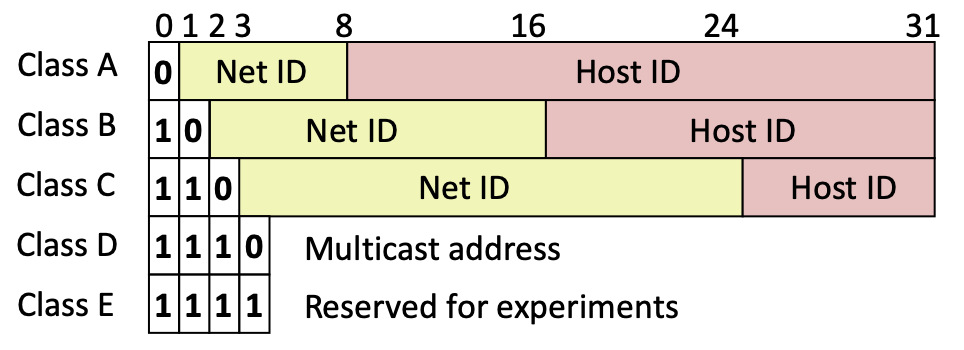 0 1 2 3 8 16 24 31
Class A 0 Net ID Host ID
Class B 1 0 Net ID Host ID
Class C 1 1 0 Net ID Host ID
Class D 1 1 1 0 Multicast address
Class E 1 1 1 1 Reserved for experiments